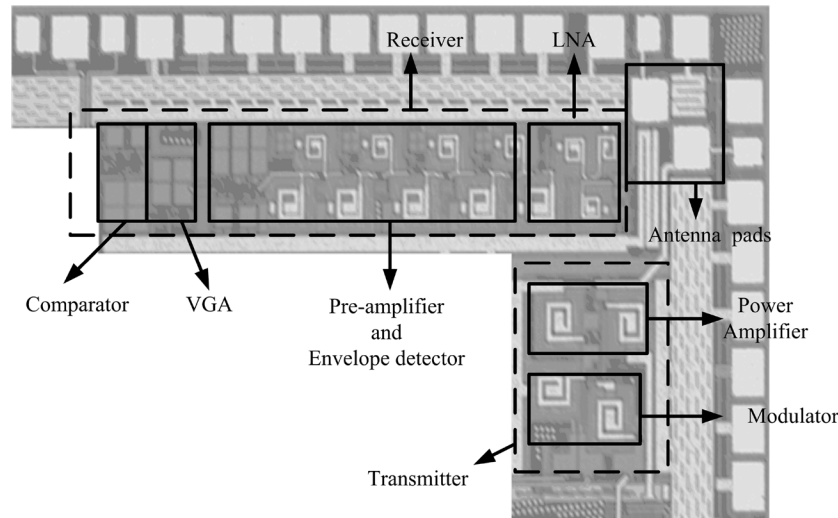 Receiver
LNA
Antenna pads
Comparator
VGA
Pre-amplifier
and
Envelope detector
Power
Amplifier
Modulator
Transmitter